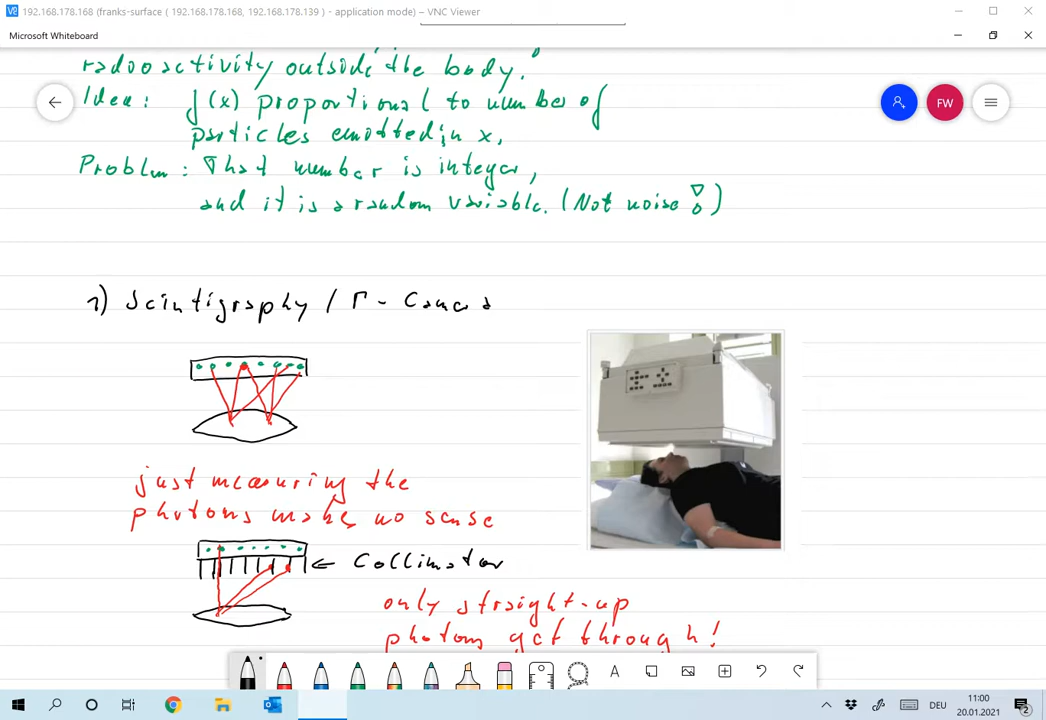 192.168.178.168 (franks-surface ( 192.168.178.168, 192.168.178.139 ) - application mode) – VNC Viewer
Microsoft Whiteboard
radioactivity outside the body.
Idea: f(x) proportional to number of
particles emitted in x,
Problem: That number is integer,
and it is a random variable. (Not noise!)
FW
1) Scintigraphy / Γ-Camera
just measuring the
photons makes no sense
← Collimator
only straight-up
photons get through!
A
DEU
11:00
20.01.2021
2